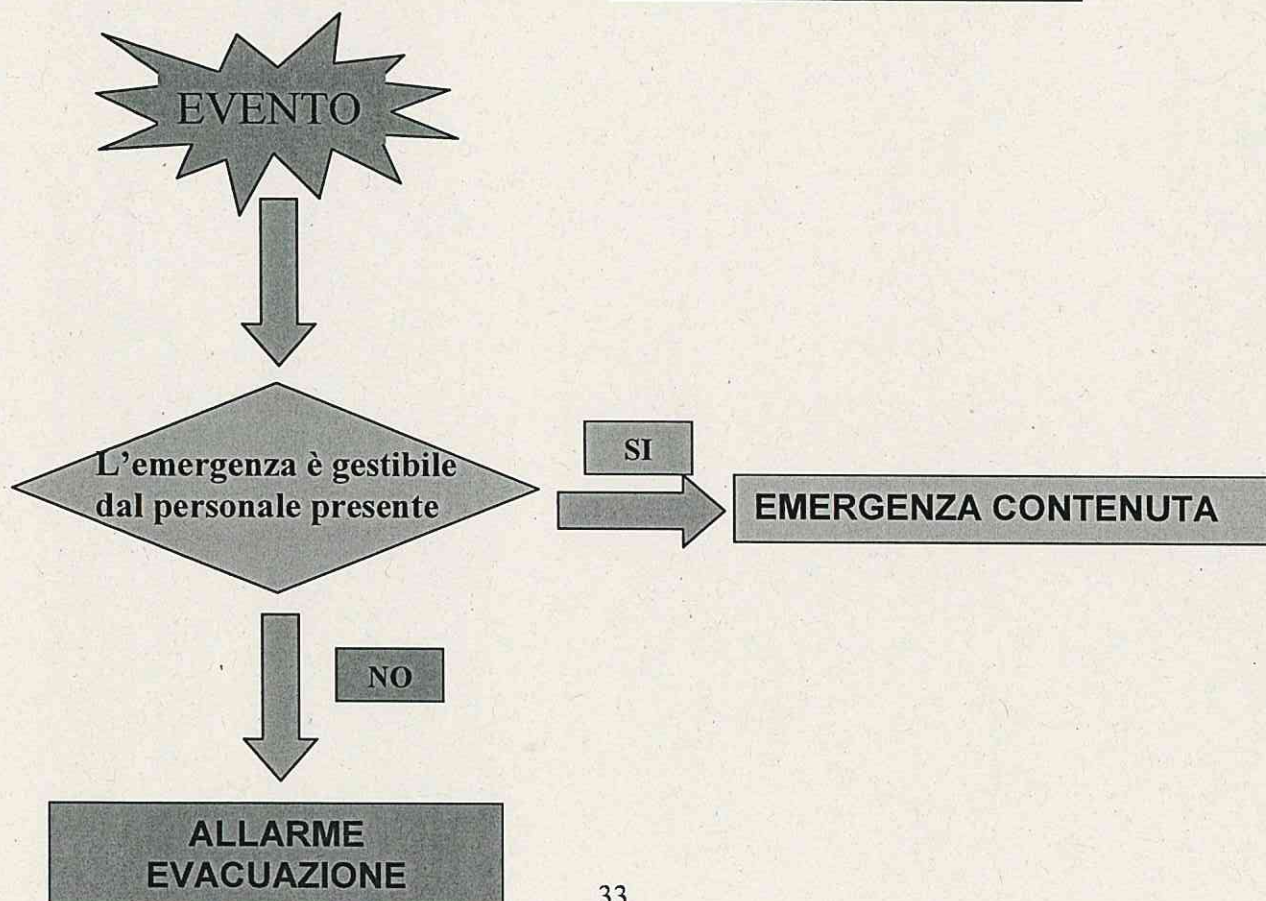 EVENTO
L'emergenza è gestibile
dal personale presente
SI
EMERGENZA CONTENUTA
NO
ALLARME
EVACUAZIONE
33